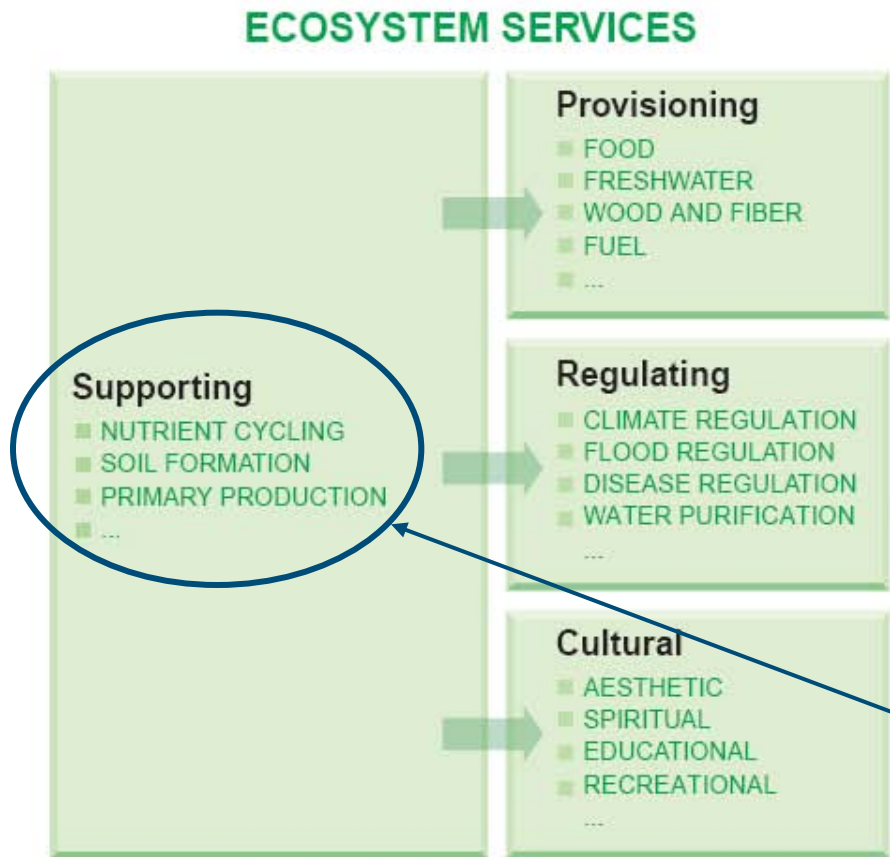 ECOSYSTEM SERVICES
Supporting
NUTRIENT CYCLING
SOIL FORMATION
PRIMARY PRODUCTION
...
Provisioning
FOOD
FRESHWATER
WOOD AND FIBER
FUEL
...
Regulating
CLIMATE REGULATION
FLOOD REGULATION
DISEASE REGULATION
WATER PURIFICATION
...
Cultural
AESTHETIC
SPIRITUAL
EDUCATIONAL
RECREATIONAL
...